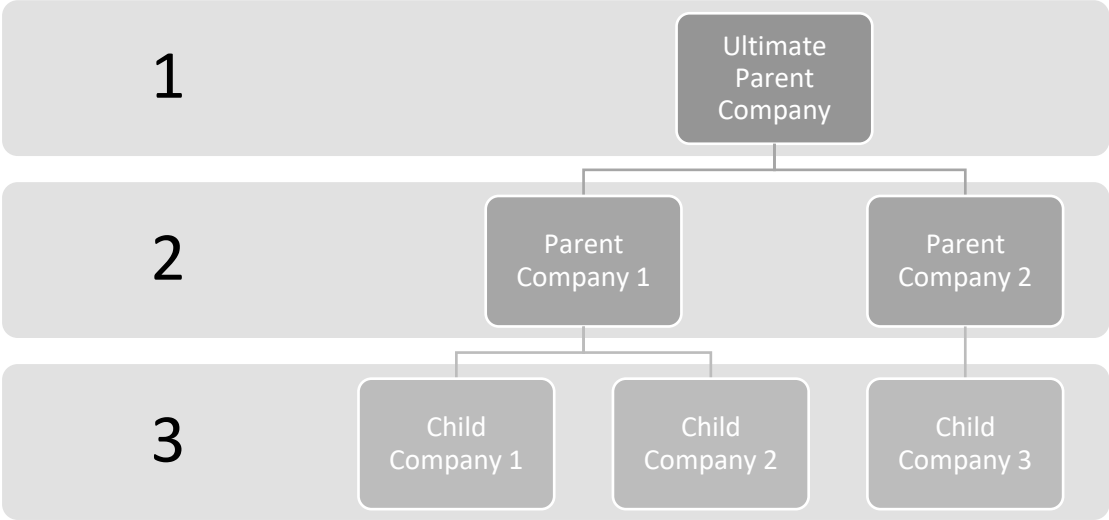 1
Ultimate
Parent
Company
2
Parent
Company 1
Parent
Company 2
3
Child
Company 1
Child
Company 2
Child
Company 3